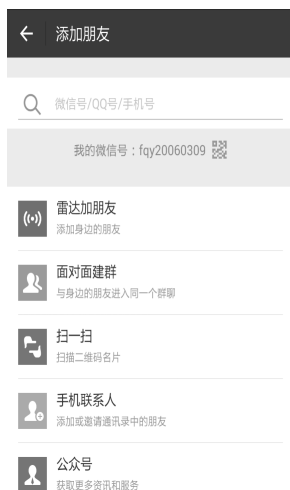 添加朋友
微信号/QQ号/手机号
我的微信号：fqy20060309
雷达加朋友
添加身边的朋友
面对面建群
与身边的朋友进入同一个群聊
扫一扫
扫描二维码名片
手机联系人
添加或邀请通讯录中的朋友
公众号
获取更多资讯和服务